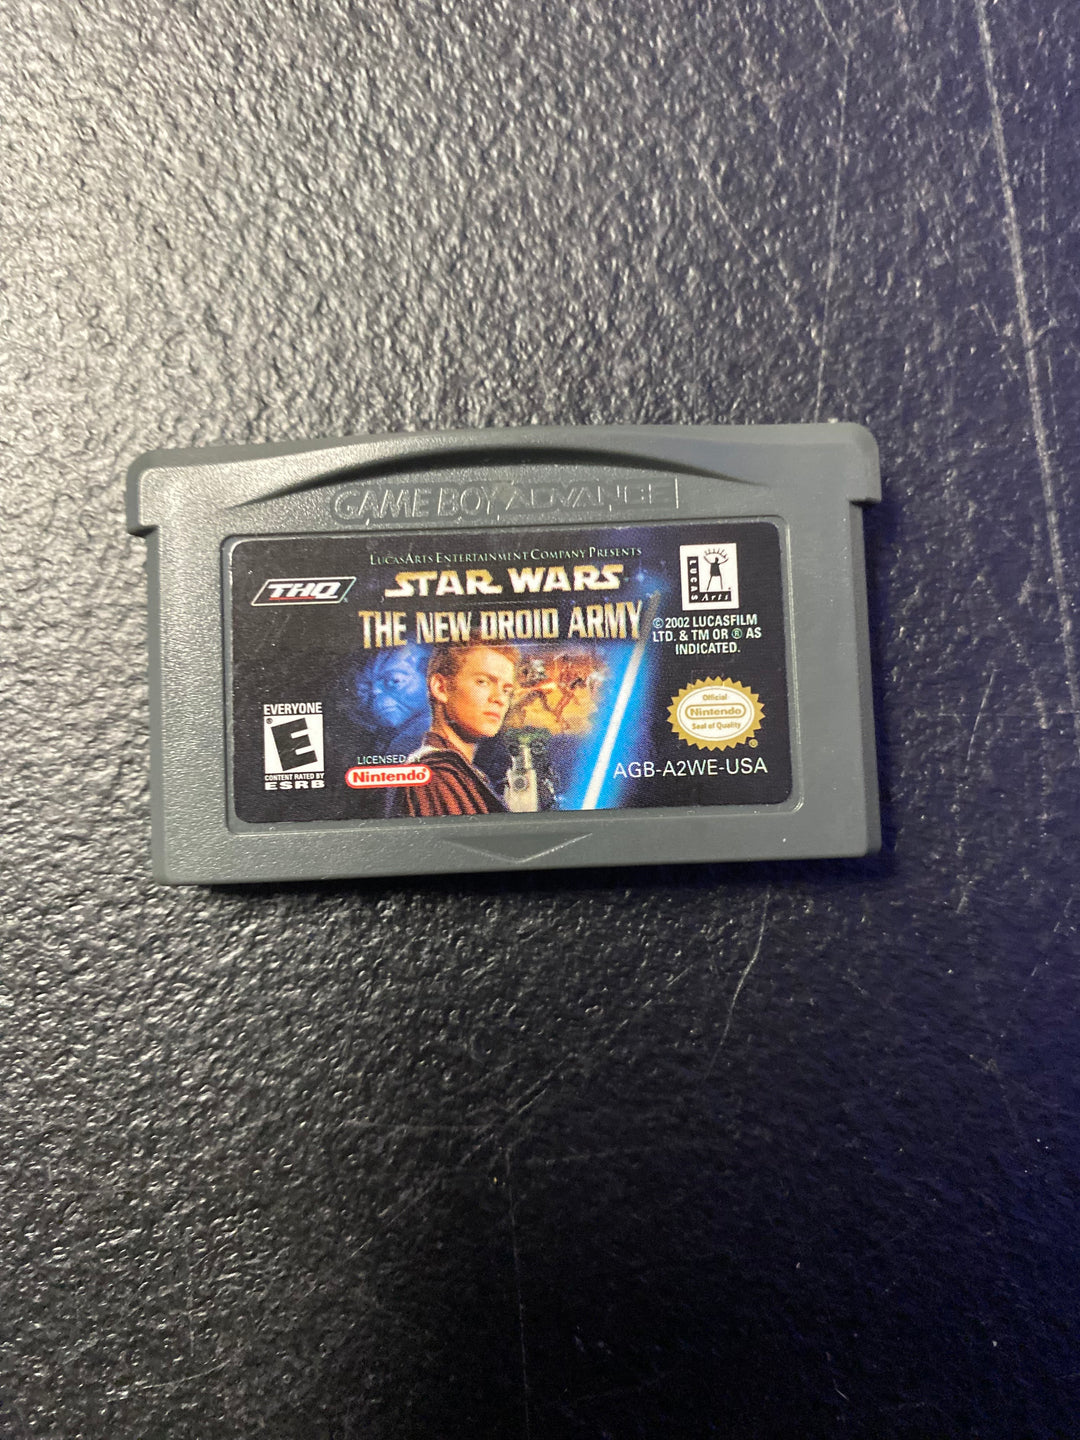 GAME BOY ADVANCE
LUCASARTS ENTERTAINMENT COMPANY PRESENTS
STAR WARS
THE NEW DROID ARMY
THQ
LUCAS
Arts
© 2002 LUCASFILM
LTD. & TM OR ® AS
INDICATED.
EVERYONE
E
®
CONTENT RATED BY
ESRB
LICENSED BY
Nintendo®
Official
Nintendo
Seal of Quality
®
AGB-A2WE-USA